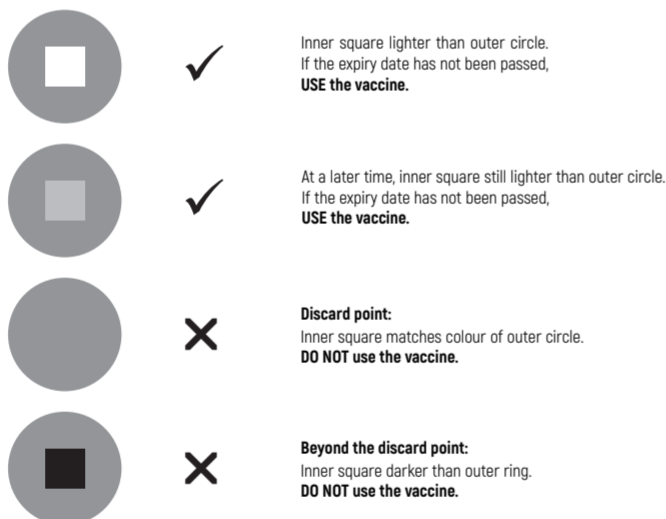 Inner square lighter than outer circle.
If the expiry date has not been passed,
USE the vaccine.
At a later time, inner square still lighter than outer circle.
If the expiry date has not been passed,
USE the vaccine.
Discard point:
Inner square matches colour of outer circle.
DO NOT use the vaccine.
Beyond the discard point:
Inner square darker than outer ring.
DO NOT use the vaccine.